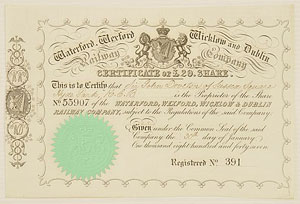 Waterford, Wexford Wicklow and Dublin
Railway Company
CERTIFICATE OF £20. SHARE.
This is to Certify that
is the Proprietor of the Share
No 55907 of the WATERFORD, WEXFORD, WICKLOW & DUBLIN
RAILWAY COMPANY, subject to the Regulations of the said Company
Given under the Common Seal of the said
Company the day of January
One thousand eight hundred and forty seven
Registered No 391